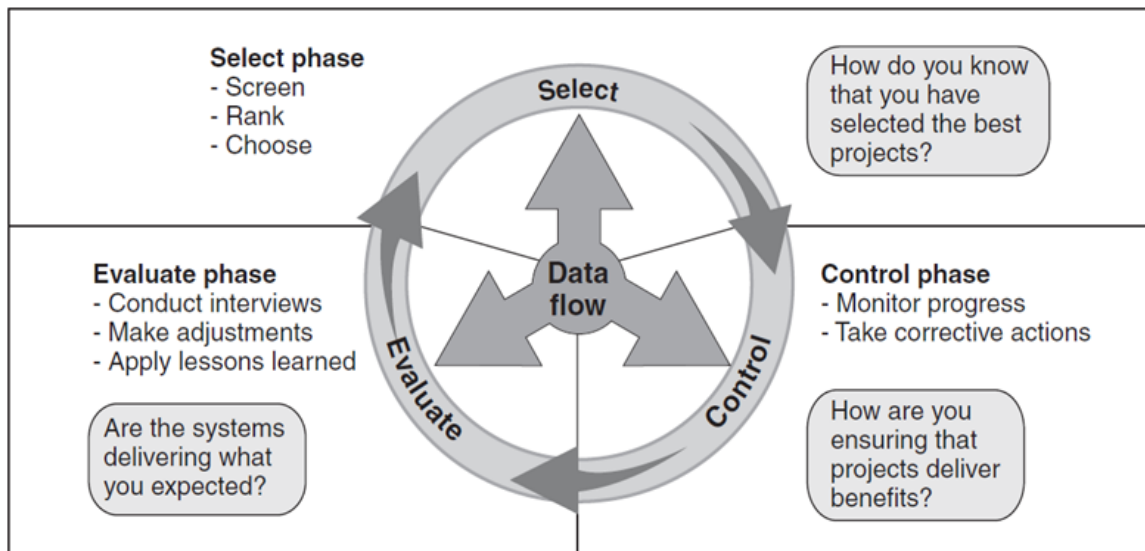 Select phase
- Screen
- Rank
- Choose
Select
How do you know
that you have
selected the best
projects?
Data
flow
Evaluate phase
- Conduct interviews
- Make adjustments
- Apply lessons learned
Evaluate
Are the systems
delivering what
you expected?
Control phase
- Monitor progress
- Take corrective actions
Control
How are you
ensuring that
projects deliver
benefits?